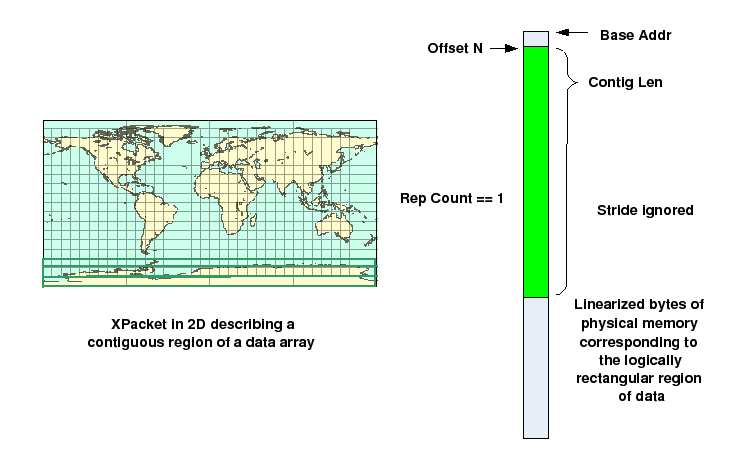 Base Addr
Offset N
Contig Len
Rep Count == 1
Stride ignored
Linearized bytes of
physical memory
corresponding to
the logically
rectangular region
of data
XPacket in 2D describing a
contiguous region of a data array